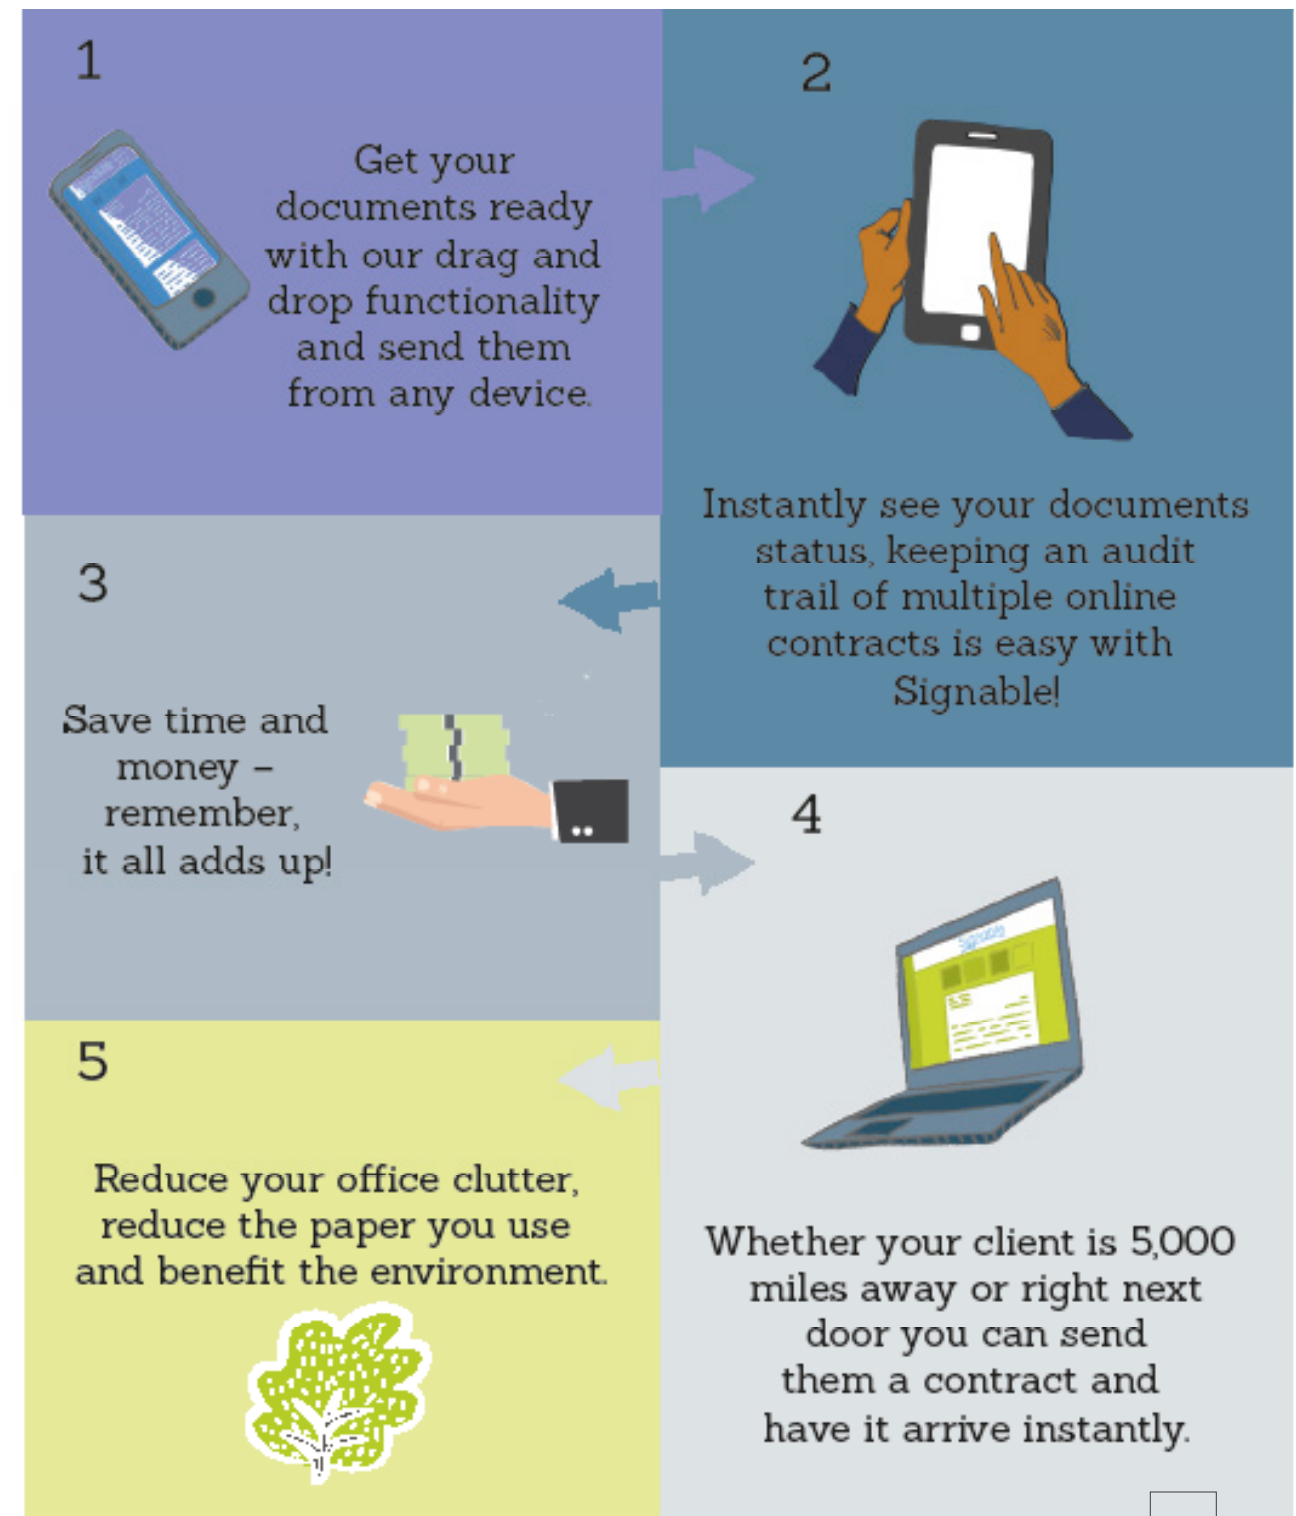 1
Get your
documents ready
with our drag and
drop functionality
and send them
from any device.
2
Instantly see your documents
status, keeping an audit
trail of multiple online
contracts is easy with
Signable!
3
Save time and
money –
remember,
it all adds up!
4
Signable
Whether your client is 5,000
miles away or right next
door you can send
them a contract and
have it arrive instantly.
5
Reduce your office clutter,
reduce the paper you use
and benefit the environment.